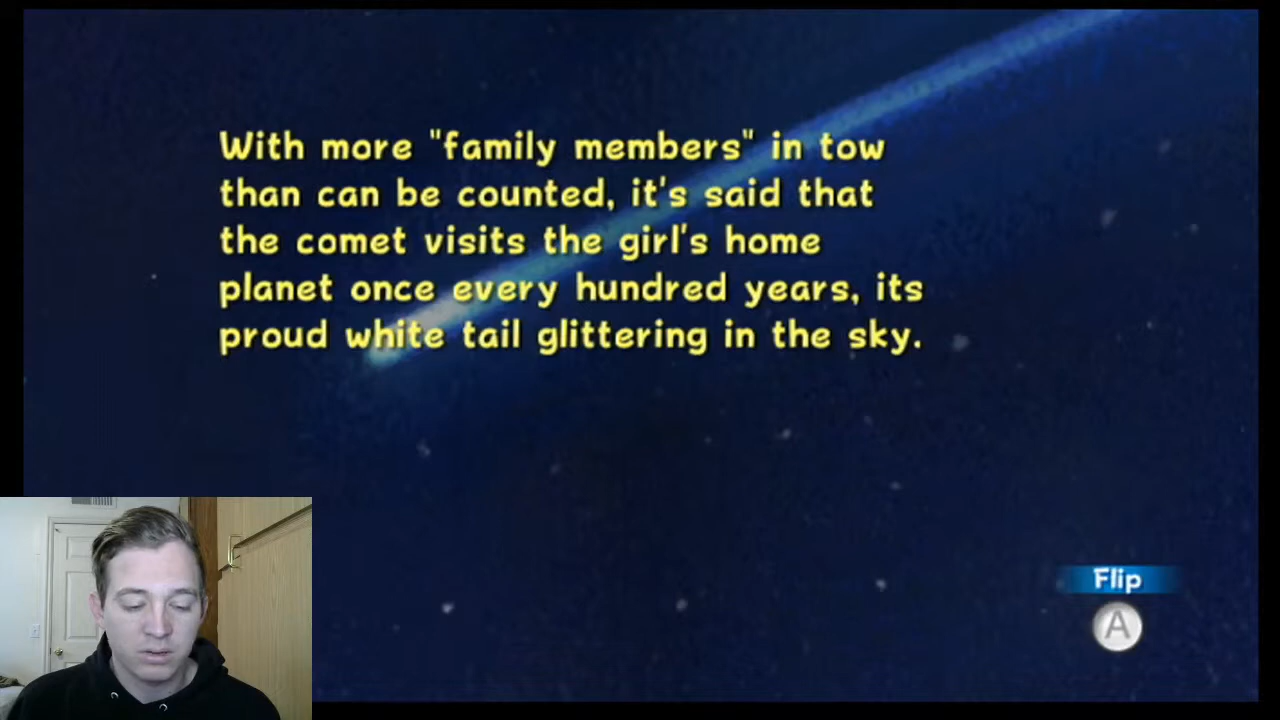 With more "family members" in tow
than can be counted, it's said that
the comet visits the girl's home
planet once every hundred years, its
proud white tail glittering in the sky.
Flip
A